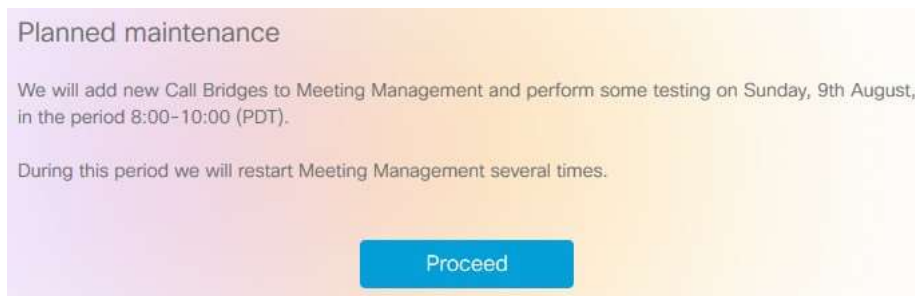 Planned maintenance
We will add new Call Bridges to Meeting Management and perform some testing on Sunday, 9th August,
in the period 8:00-10:00 (PDT).
During this period we will restart Meeting Management several times.
Proceed